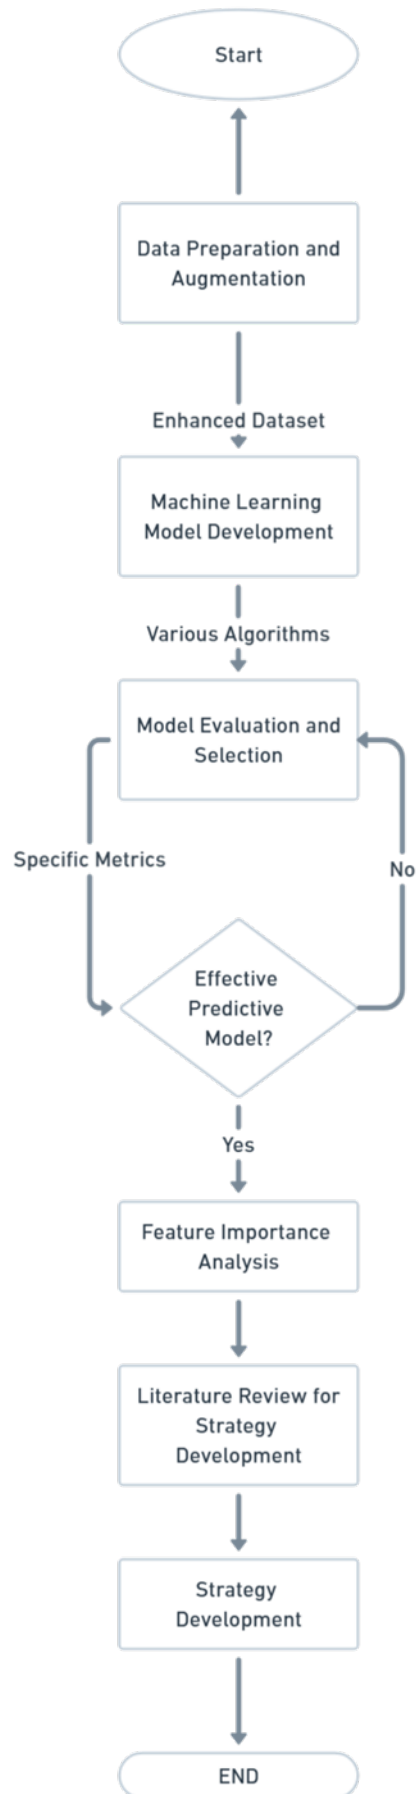 Start
Data Preparation and
Augmentation
Enhanced Dataset
Machine Learning
Model Development
Various Algorithms
Model Evaluation and
Selection
Specific Metrics
No
Effective
Predictive
Model?
Yes
Feature Importance
Analysis
Literature Review for
Strategy
Development
Strategy
Development
END